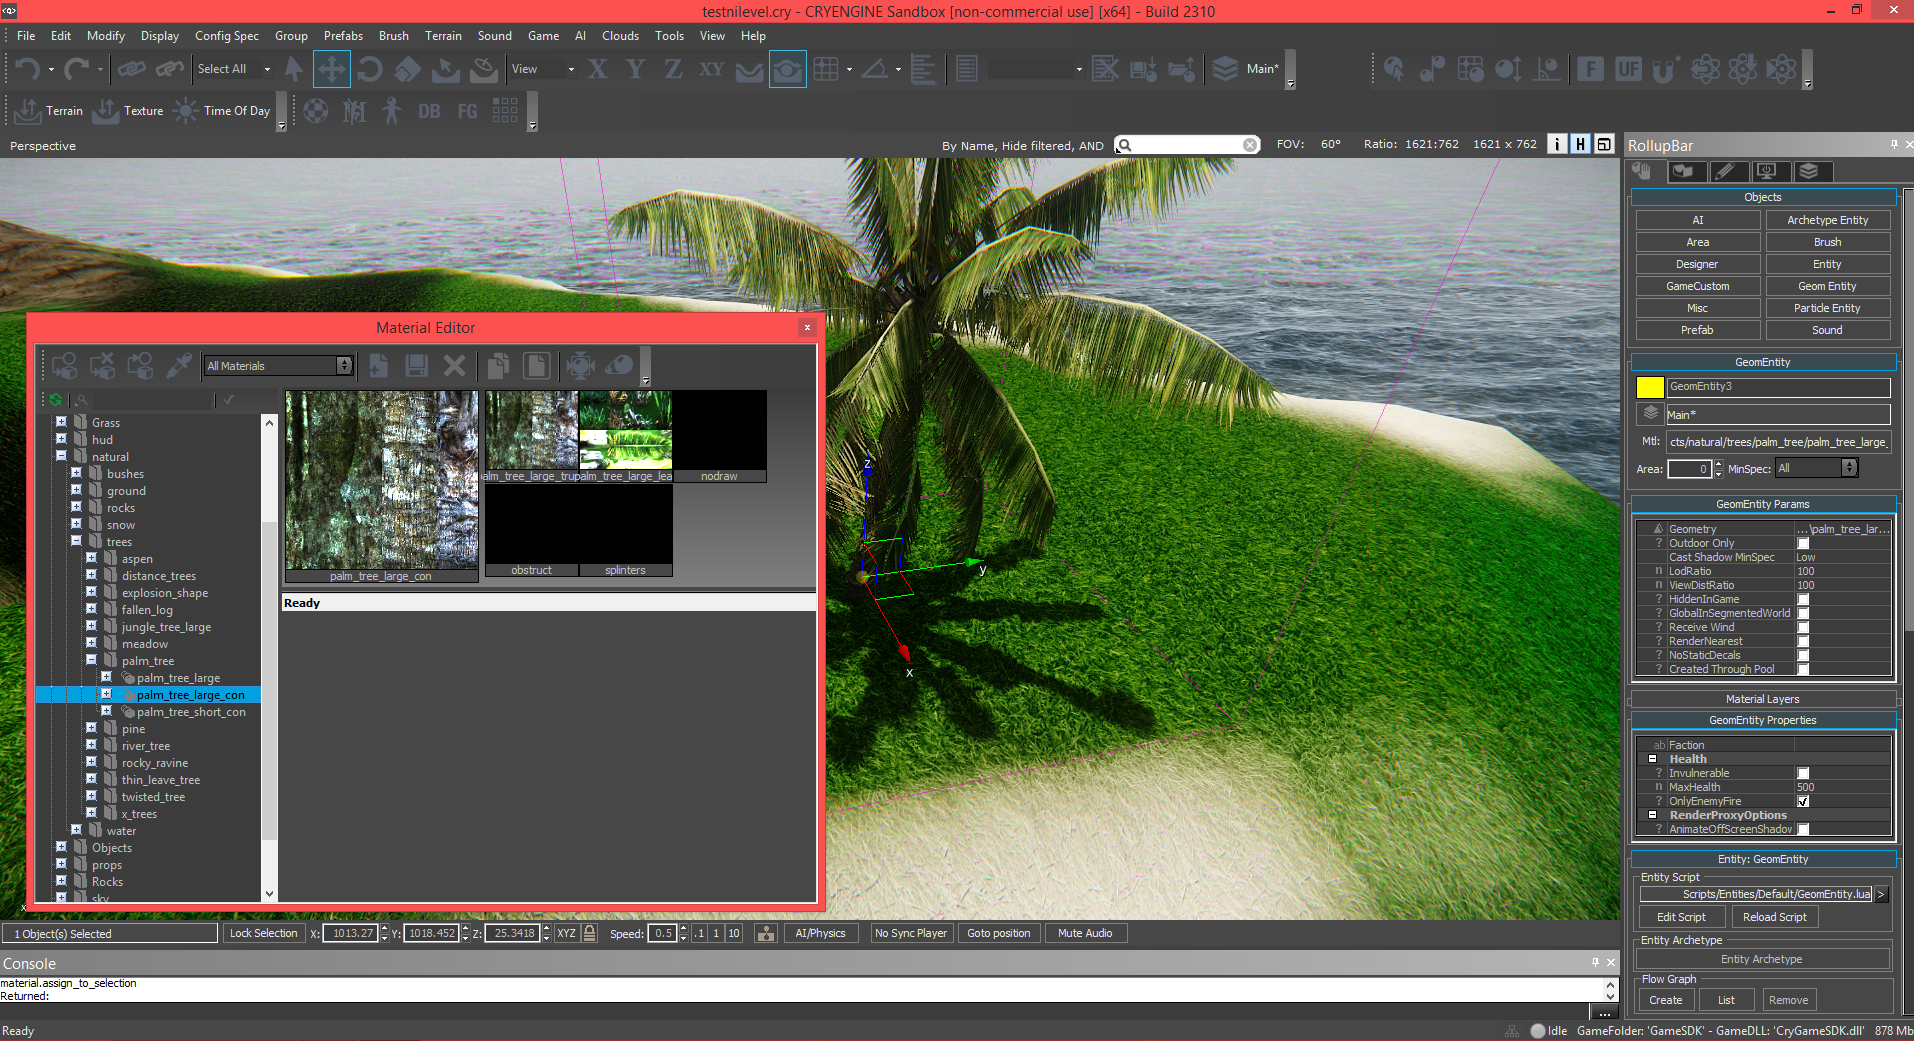 testnilevel.cry - CRYENGINE Sandbox [non-commercial use] [x64] - Build 2310
File Edit Modify Display Config Spec Group Prefabs Brush Terrain Sound Game AI Clouds Tools View Help
Select All View X Y Z XY Main* F UF
Terrain Texture Time Of Day DB FG
Perspective By Name, Hide filtered, AND FOV: 60° Ratio: 1621:762 1621 x 762 i H
RollupBar
Objects
AI Archetype Entity
Area Brush
Designer Entity
GameCustom Geom Entity
Misc Particle Entity
Prefab Sound
GeomEntity
GeomEntity3
Main*
Mtl: cts/natural/trees/palm_tree/palm_tree_large_
Area: 0 MinSpec: All
GeomEntity Params
Geometry ...\palm_tree_lar...
? Outdoor Only
Cast Shadow MinSpec Low
n LodRatio 100
n ViewDistRatio 100
? HiddenInGame
? GlobalInSegmentedWorld
? Receive Wind
? RenderNearest
? NoStaticDecals
? Created Through Pool
Material Layers
GeomEntity Properties
ab Faction
Health
? Invulnerable
n MaxHealth 500
? OnlyEnemyFire
RenderProxyOptions
? AnimateOffScreenShadow
Entity: GeomEntity
Entity Script
Scripts/Entities/Default/GeomEntity.lua >
Edit Script Reload Script
Entity Archetype
Entity Archetype
Flow Graph
Create List Remove
Material Editor
All Materials
Grass
hud
natural
bushes
ground
rocks
snow
trees
aspen
distance_trees
explosion_shape
fallen_log
jungle_tree_large
meadow
palm_tree
palm_tree_large
palm_tree_large_con
palm_tree_short_con
pine
river_tree
rocky_ravine
thin_leave_tree
twisted_tree
x_trees
water
Objects
props
Rocks
sky
palm_tree_large_con
palm_tree_large_tru
palm_tree_large_lea
nodraw
obstruct
splinters
Ready
z
y
x
x
1 Object(s) Selected Lock Selection X: 1013.27 Y: 1018.452 Z: 25.3418 XYZ Speed: 0.5 .1 1 10 AI/Physics No Sync Player Goto position Mute Audio
Console
material.assign_to_selection
Returned:
...
Ready Idle GameFolder: 'GameSDK' - GameDLL: 'CryGameSDK.dll' 878 Mb